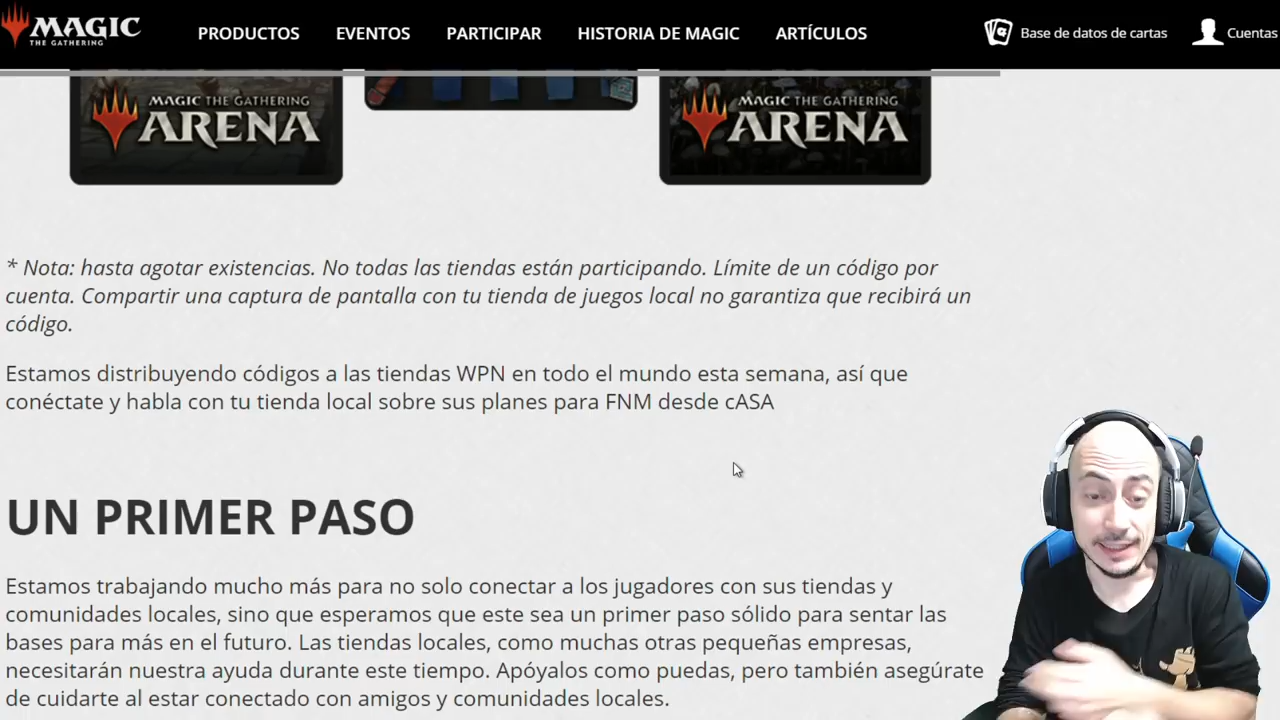 MAGIC
THE GATHERING
PRODUCTOS
EVENTOS
PARTICIPAR
HISTORIA DE MAGIC
ARTÍCULOS
Base de datos de cartas
Cuentas
MAGIC THE GATHERING
ARENA
MAGIC THE GATHERING
ARENA
* Nota: hasta agotar existencias. No todas las tiendas están participando. Límite de un código por
cuenta. Compartir una captura de pantalla con tu tienda de juegos local no garantiza que recibirá un
código.
Estamos distribuyendo códigos a las tiendas WPN en todo el mundo esta semana, así que
conéctate y habla con tu tienda local sobre sus planes para FNM desde cASA
UN PRIMER PASO
Estamos trabajando mucho más para no solo conectar a los jugadores con sus tiendas y
comunidades locales, sino que esperamos que este sea un primer paso sólido para sentar las
bases para más en el futuro. Las tiendas locales, como muchas otras pequeñas empresas,
necesitarán nuestra ayuda durante este tiempo. Apóyalos como puedas, pero también asegúrate
de cuidarte al estar conectado con amigos y comunidades locales.